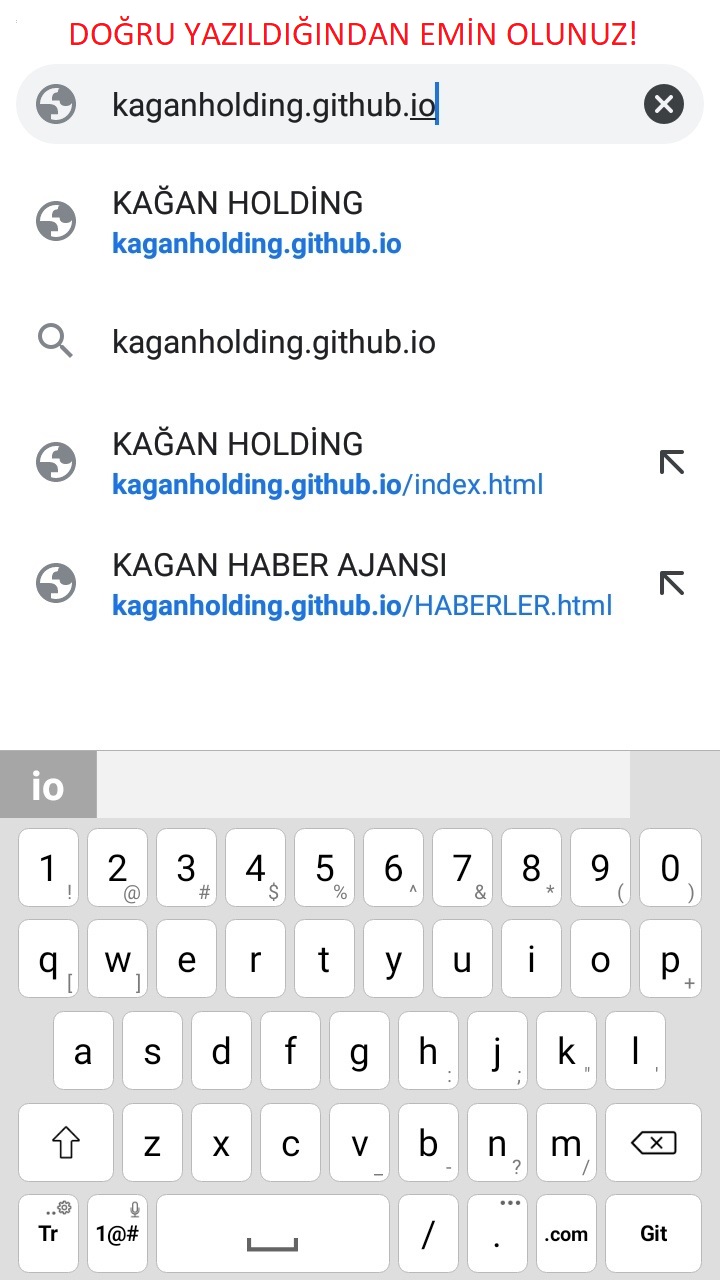 DOĞRU YAZILDIĞINDAN EMİN OLUNUZ!
kaganholding.github.io
KAĞAN HOLDİNG
kaganholding.github.io
kaganholding.github.io
KAĞAN HOLDİNG
kaganholding.github.io/index.html
KAGAN HABER AJANSI
kaganholding.github.io/HABERLER.html
io
1 ! 2 @ 3 # 4 $ 5 % 6 ^ 7 & 8 * 9 ( 0 )
q [ w ] e r t y u i o p +
a s d f g h : j ; k " l '
z x c v _ b - n ? m /
Tr 1@# / . .com Git